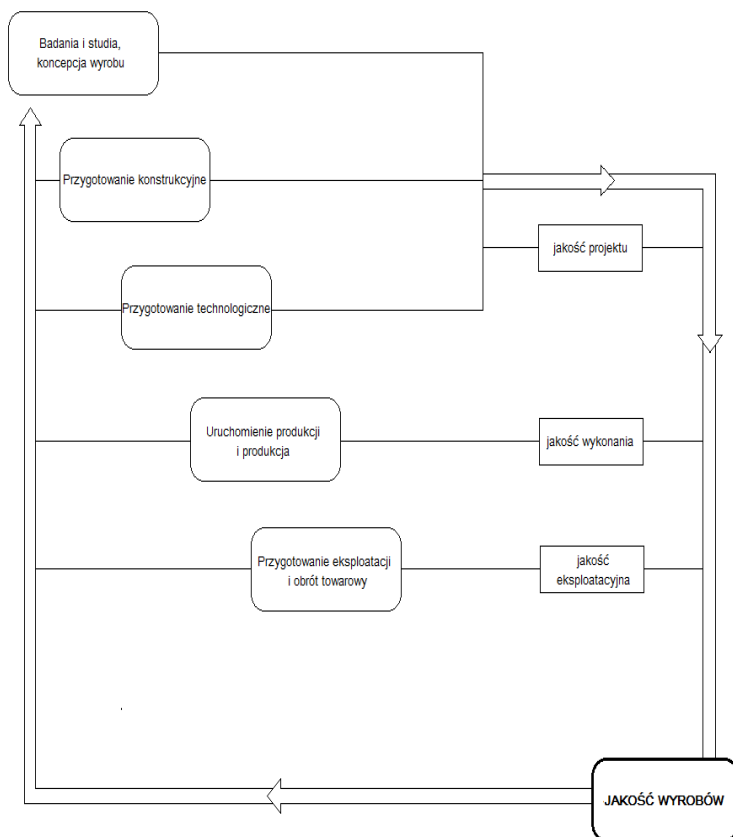 Badania i studia,
koncepcja wyrobu
Przygotowanie konstrukcyjne
jakość projektu
Przygotowanie technologiczne
Uruchomienie produkcji
i produkcja
jakość wykonania
Przygotowanie eksploatacji
i obrót towarowy
jakość
eksploatacyjna
JAKOŚĆ WYROBÓW